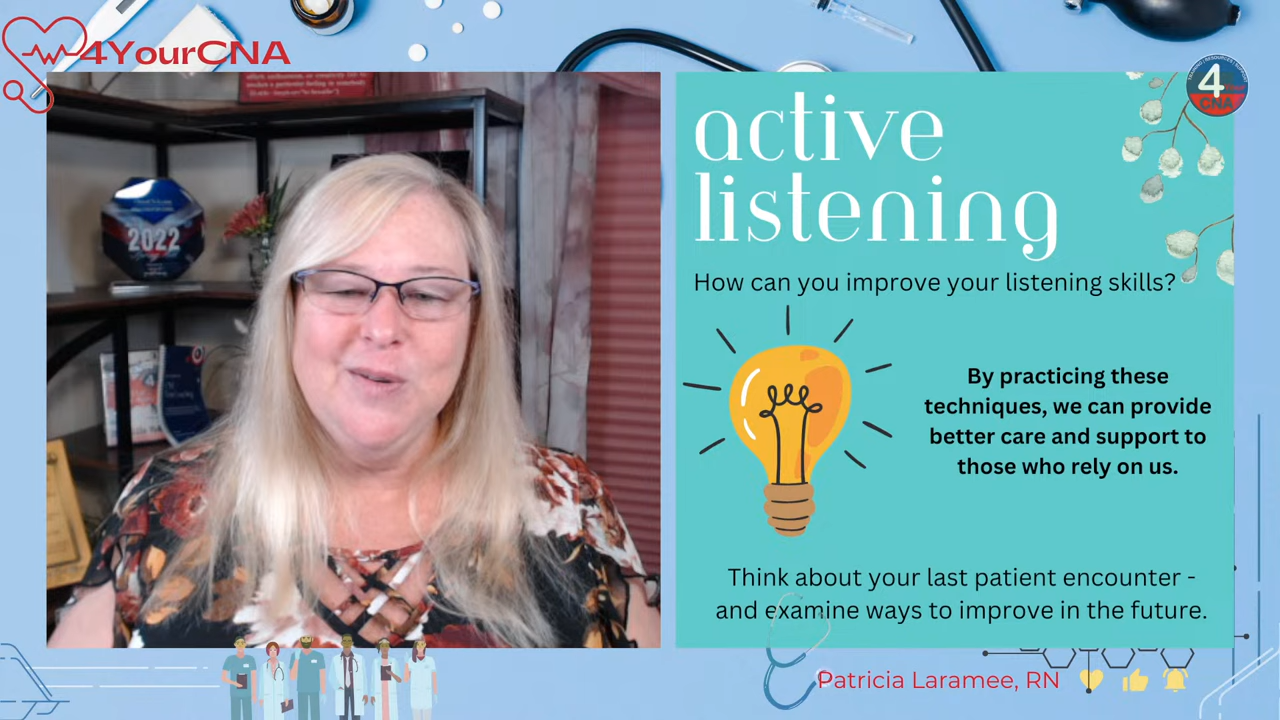 4YourCNA
2022
4
CNA
active
listening
How can you improve your listening skills?
By practicing these
techniques, we can provide
better care and support to
those who rely on us.
Think about your last patient encounter -
and examine ways to improve in the future.
Patricia Laramee, RN